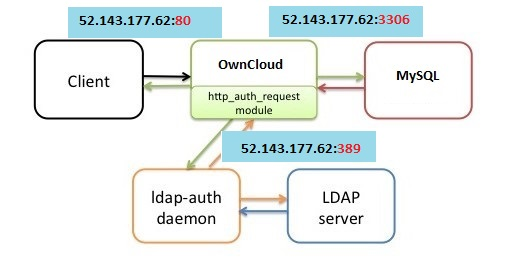 52.143.177.62:80
52.143.177.62:3306
Client
OwnCloud
http_auth_request
module
MySQL
52.143.177.62:389
ldap-auth
daemon
LDAP
server